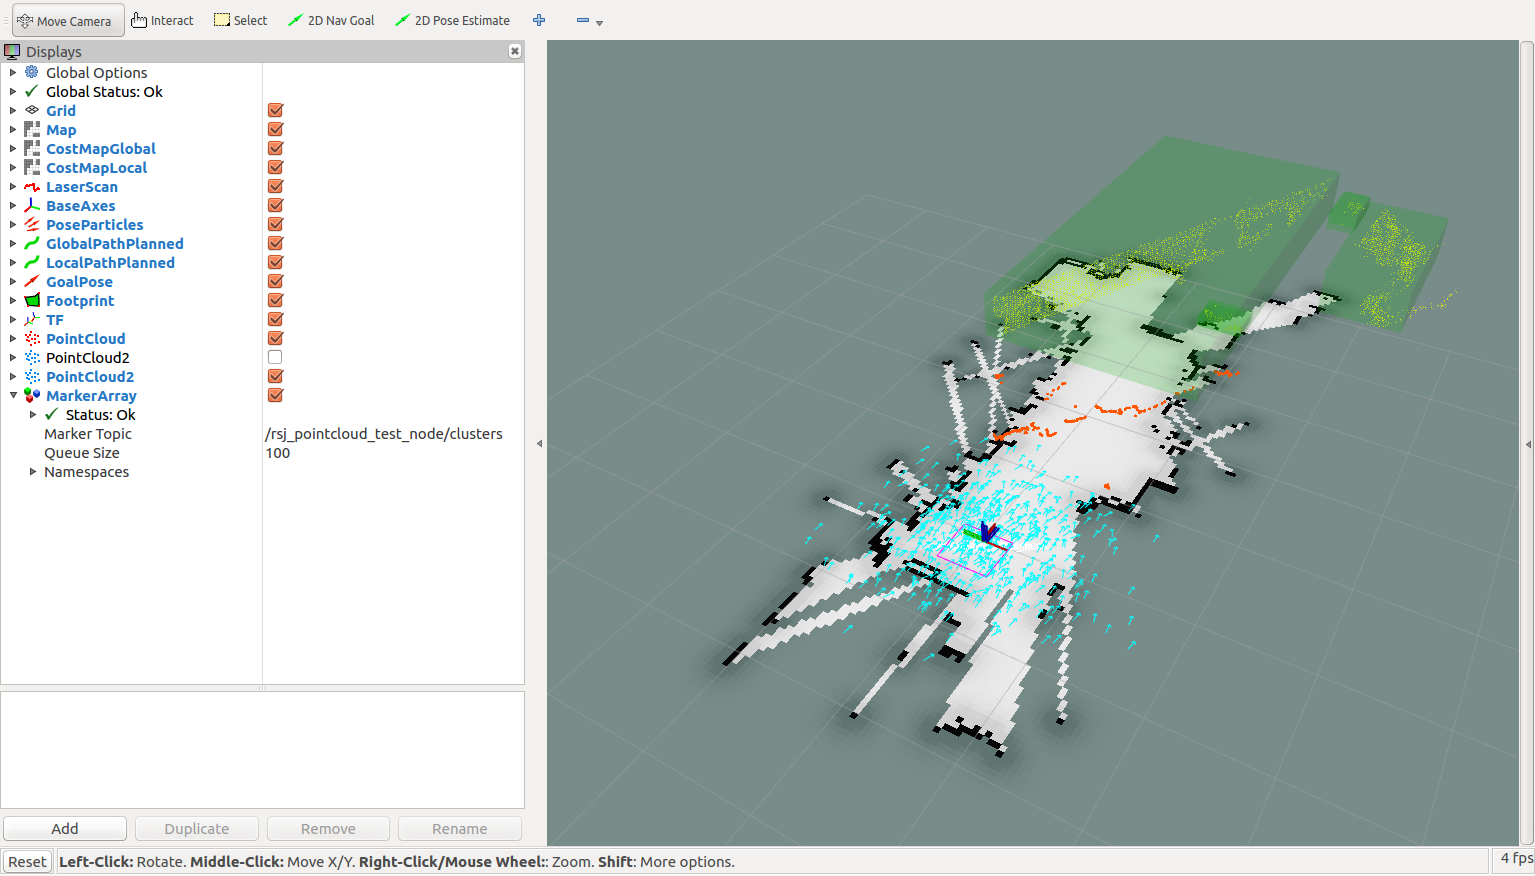 Move Camera Interact Select 2D Nav Goal 2D Pose Estimate
Displays
Global Options
Global Status: Ok
Grid
Map
CostMapGlobal
CostMapLocal
LaserScan
BaseAxes
PoseParticles
GlobalPathPlanned
LocalPathPlanned
GoalPose
Footprint
TF
PointCloud
PointCloud2
PointCloud2
MarkerArray
Status: Ok
Marker Topic /rsj_pointcloud_test_node/clusters
Queue Size 100
Namespaces
Add Duplicate Remove Rename
Reset Left-Click: Rotate. Middle-Click: Move X/Y. Right-Click/Mouse Wheel:: Zoom. Shift: More options. 4 fps